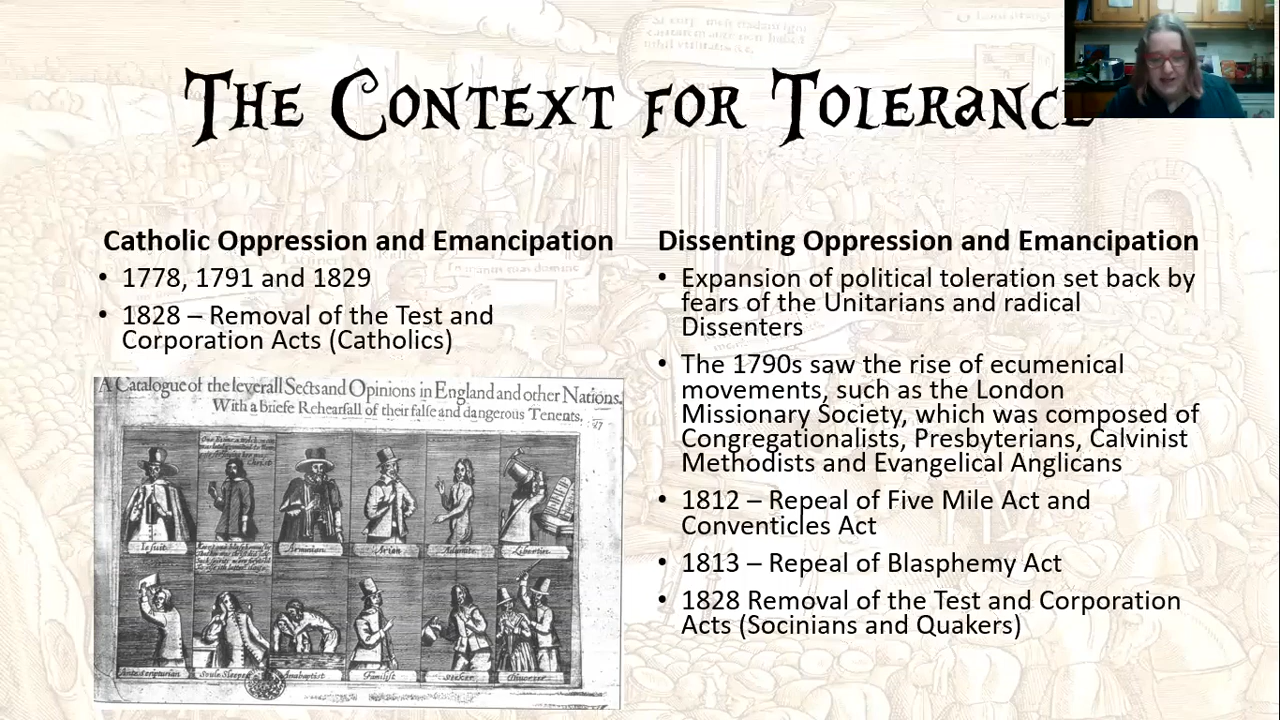 The Context for Tolerance
Catholic Oppression and Emancipation
• 1778, 1791 and 1829
• 1828 – Removal of the Test and
Corporation Acts (Catholics)
A Catalogue of the severall Sects and Opinions in England and other Nations.
With a briefe Rehearsall of their false and dangerous Tenents.
Iesuit
Arminian
Arian
Adamite
Libertin
Antescripturian
Soule Sleeper
Anabaptist
Familist
Seeker
Divorcer
Dissenting Oppression and Emancipation
• Expansion of political toleration set back by
fears of the Unitarians and radical
Dissenters
• The 1790s saw the rise of ecumenical
movements, such as the London
Missionary Society, which was composed of
Congregationalists, Presbyterians, Calvinist
Methodists and Evangelical Anglicans
• 1812 – Repeal of Five Mile Act and
Conventicles Act
• 1813 – Repeal of Blasphemy Act
• 1828 Removal of the Test and Corporation
Acts (Socinians and Quakers)